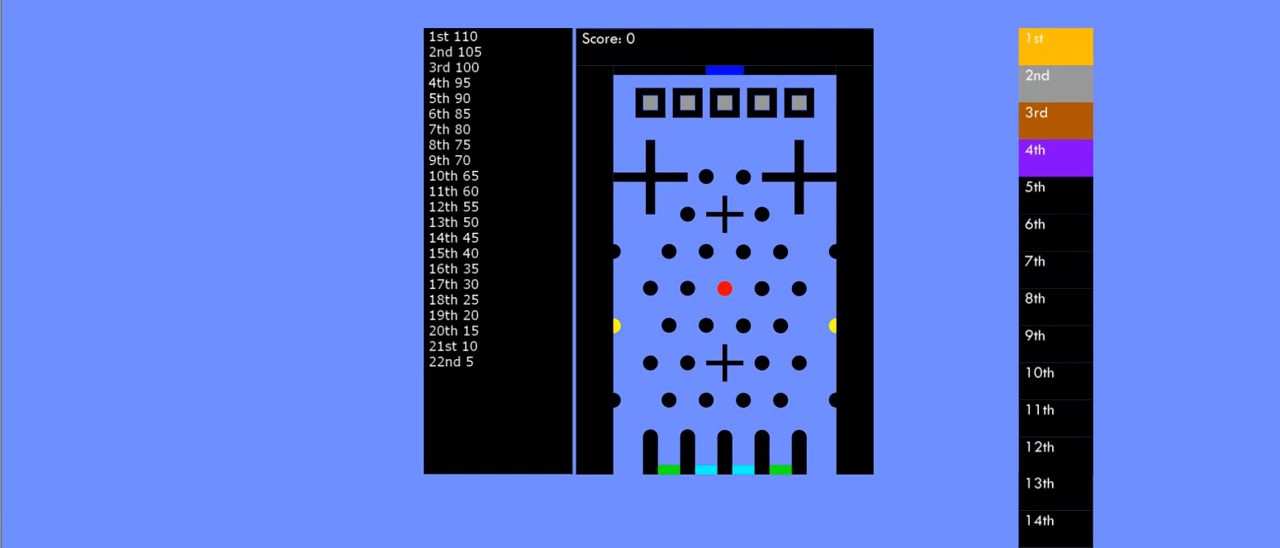 1st 110
2nd 105
3rd 100
4th 95
5th 90
6th 85
7th 80
8th 75
9th 70
10th 65
11th 60
12th 55
13th 50
14th 45
15th 40
16th 35
17th 30
18th 25
19th 20
20th 15
21st 10
22nd 5
Score: 0
1st
2nd
3rd
4th
5th
6th
7th
8th
9th
10th
11th
12th
13th
14th